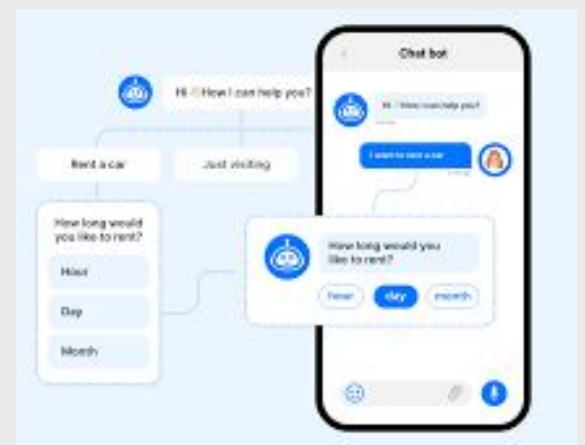 Chat bot
Hi 👋 How I can help you?
Hi How I can help you?
Rent a car
Just visiting
I want to rent a car
How long would
you like to rent?
Hour
Day
Month
How long would you
like to rent?
hour
day
month